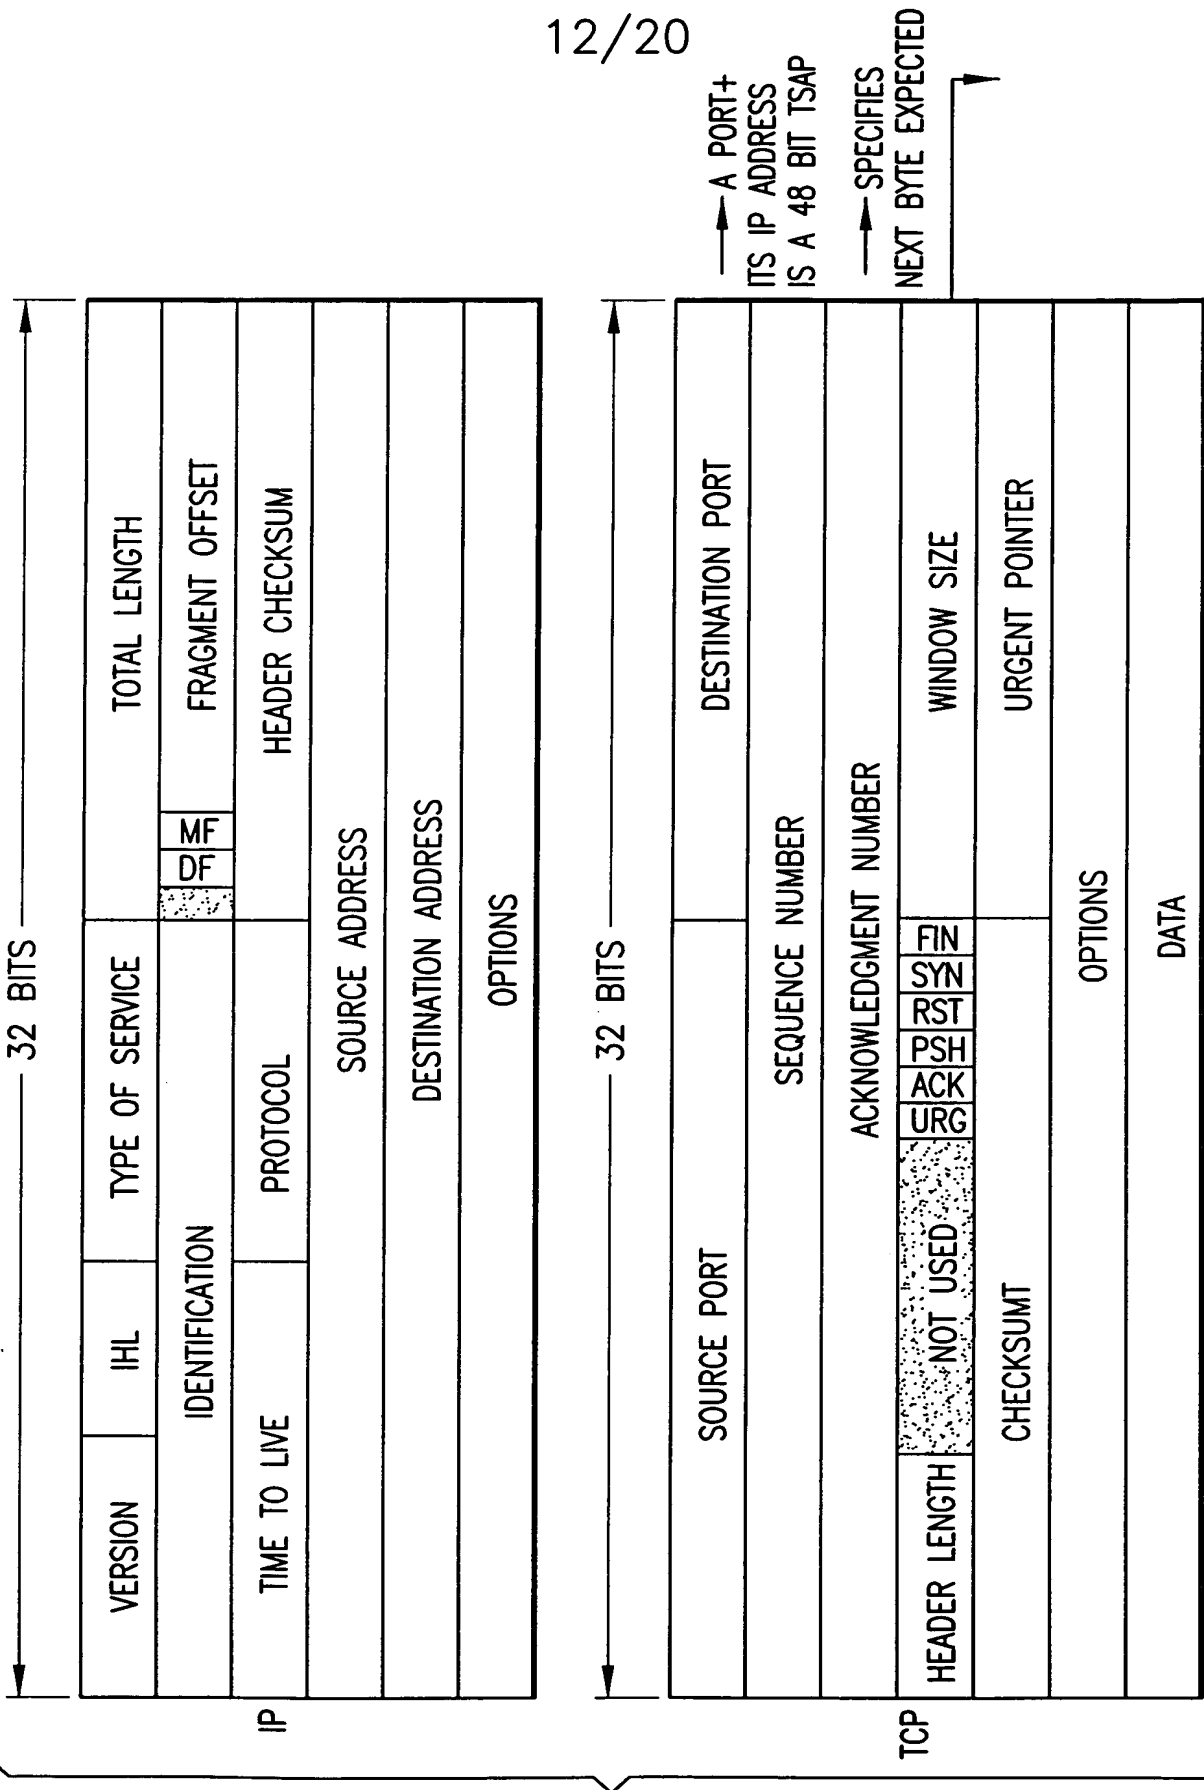 12/20
32 BITS
IP
VERSION IHL TYPE OF SERVICE TOTAL LENGTH
IDENTIFICATION DF MF FRAGMENT OFFSET
TIME TO LIVE PROTOCOL HEADER CHECKSUM
SOURCE ADDRESS
DESTINATION ADDRESS
OPTIONS
32 BITS
TCP
SOURCE PORT DESTINATION PORT
A PORT+
ITS IP ADDRESS
IS A 48 BIT TSAP
SEQUENCE NUMBER
ACKNOWLEDGMENT NUMBER
SPECIFIES
NEXT BYTE EXPECTED
HEADER LENGTH NOT USED URG ACK PSH RST SYN FIN WINDOW SIZE
CHECKSUMT URGENT POINTER
OPTIONS
DATA